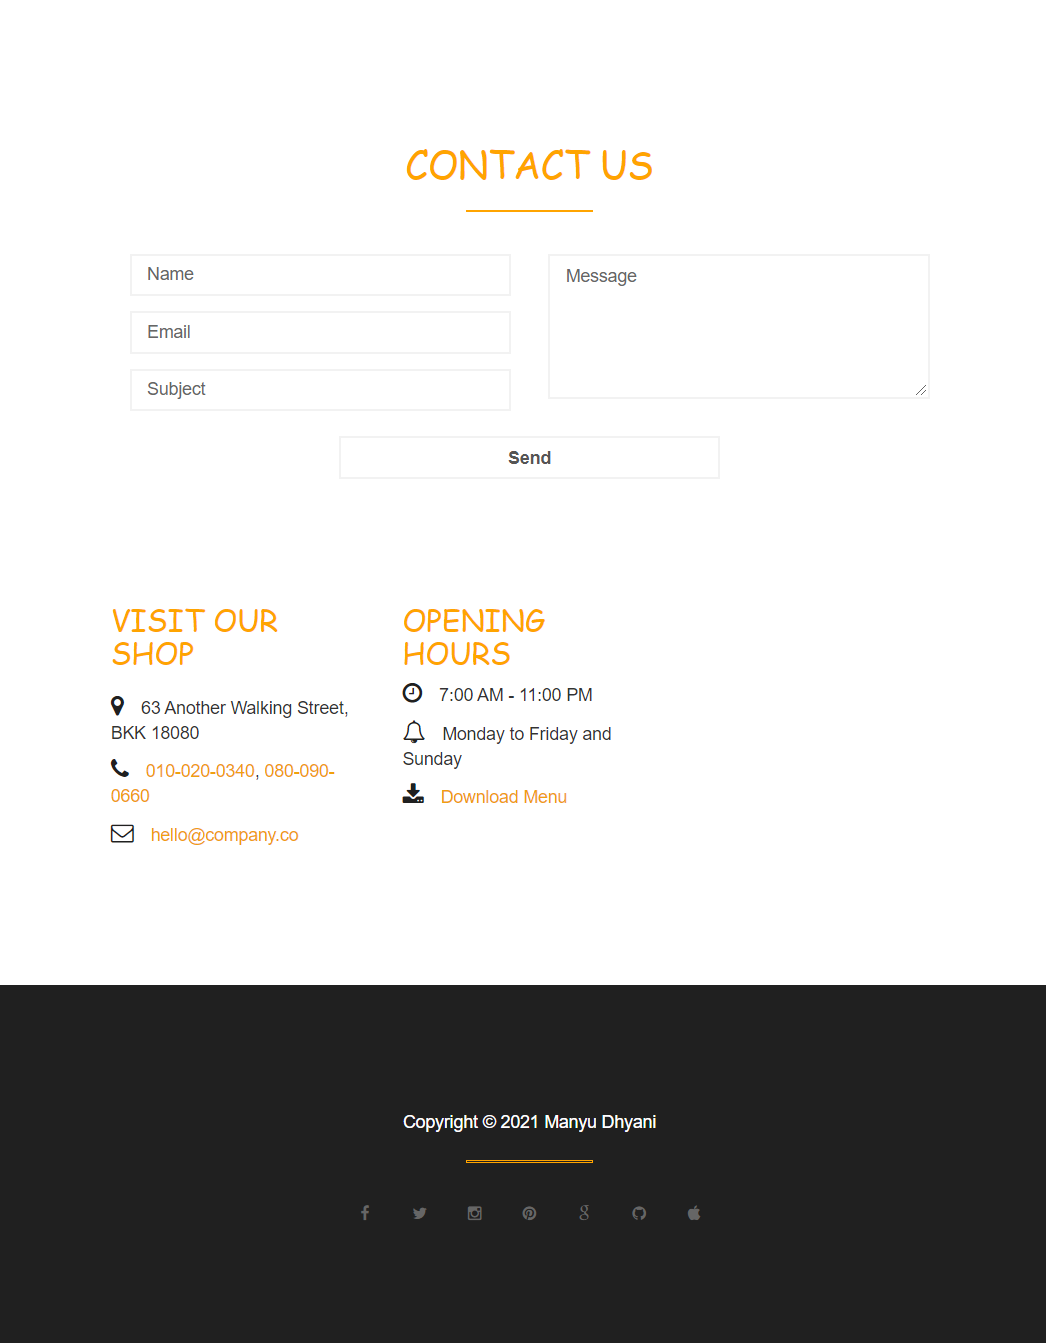 CONTACT US
Name
Message
Email
Subject
Send
VISIT OUR
SHOP
63 Another Walking Street,
BKK 18080
010-020-0340, 080-090-
0660
hello@company.co
OPENING
HOURS
7:00 AM - 11:00 PM
Monday to Friday and
Sunday
Download Menu
Copyright © 2021 Manyu Dhyani